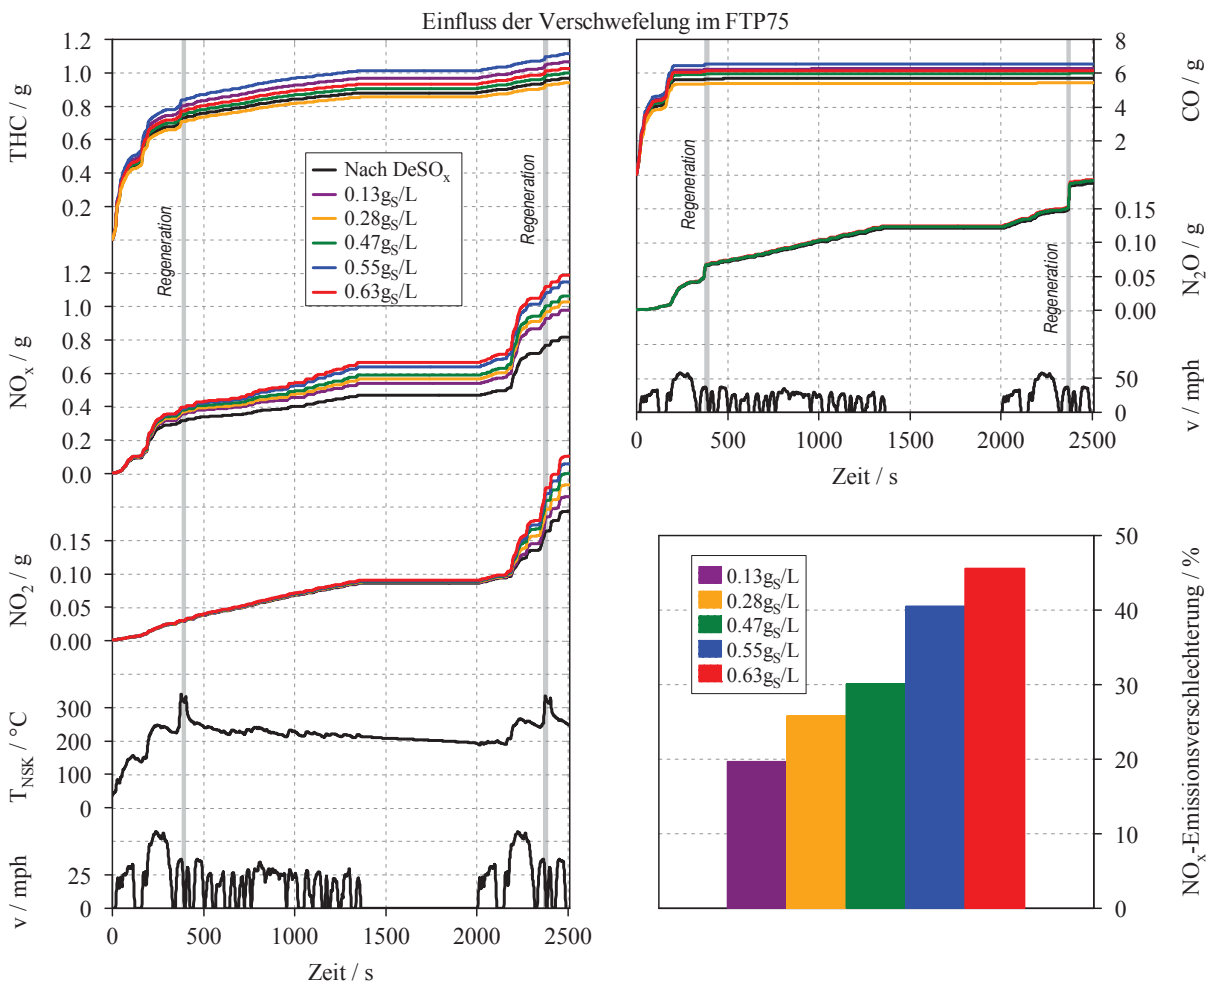 Einfluss der Verschwefelung im FTP75
THC / g
1.2
1.0
0.8
0.6
0.4
0.2
Regeneration
Regeneration
Nach DeSOₓ
0.13gS/L
0.28gS/L
0.47gS/L
0.55gS/L
0.63gS/L
NOₓ / g
1.2
1.0
0.8
0.6
0.4
0.2
0.0
NO₂ / g
0.15
0.10
0.05
0.00
T_NSK / °C
300
200
100
0
v / mph
25
0
0
500
1000
1500
2000
2500
Zeit / s
CO / g
8
6
4
2
Regeneration
Regeneration
N₂O / g
0.15
0.10
0.05
0.00
v / mph
50
0
0
500
1000
1500
2000
2500
Zeit / s
0.13gS/L
0.28gS/L
0.47gS/L
0.55gS/L
0.63gS/L
NOₓ-Emissionsverschlechterung / %
50
40
30
20
10
0